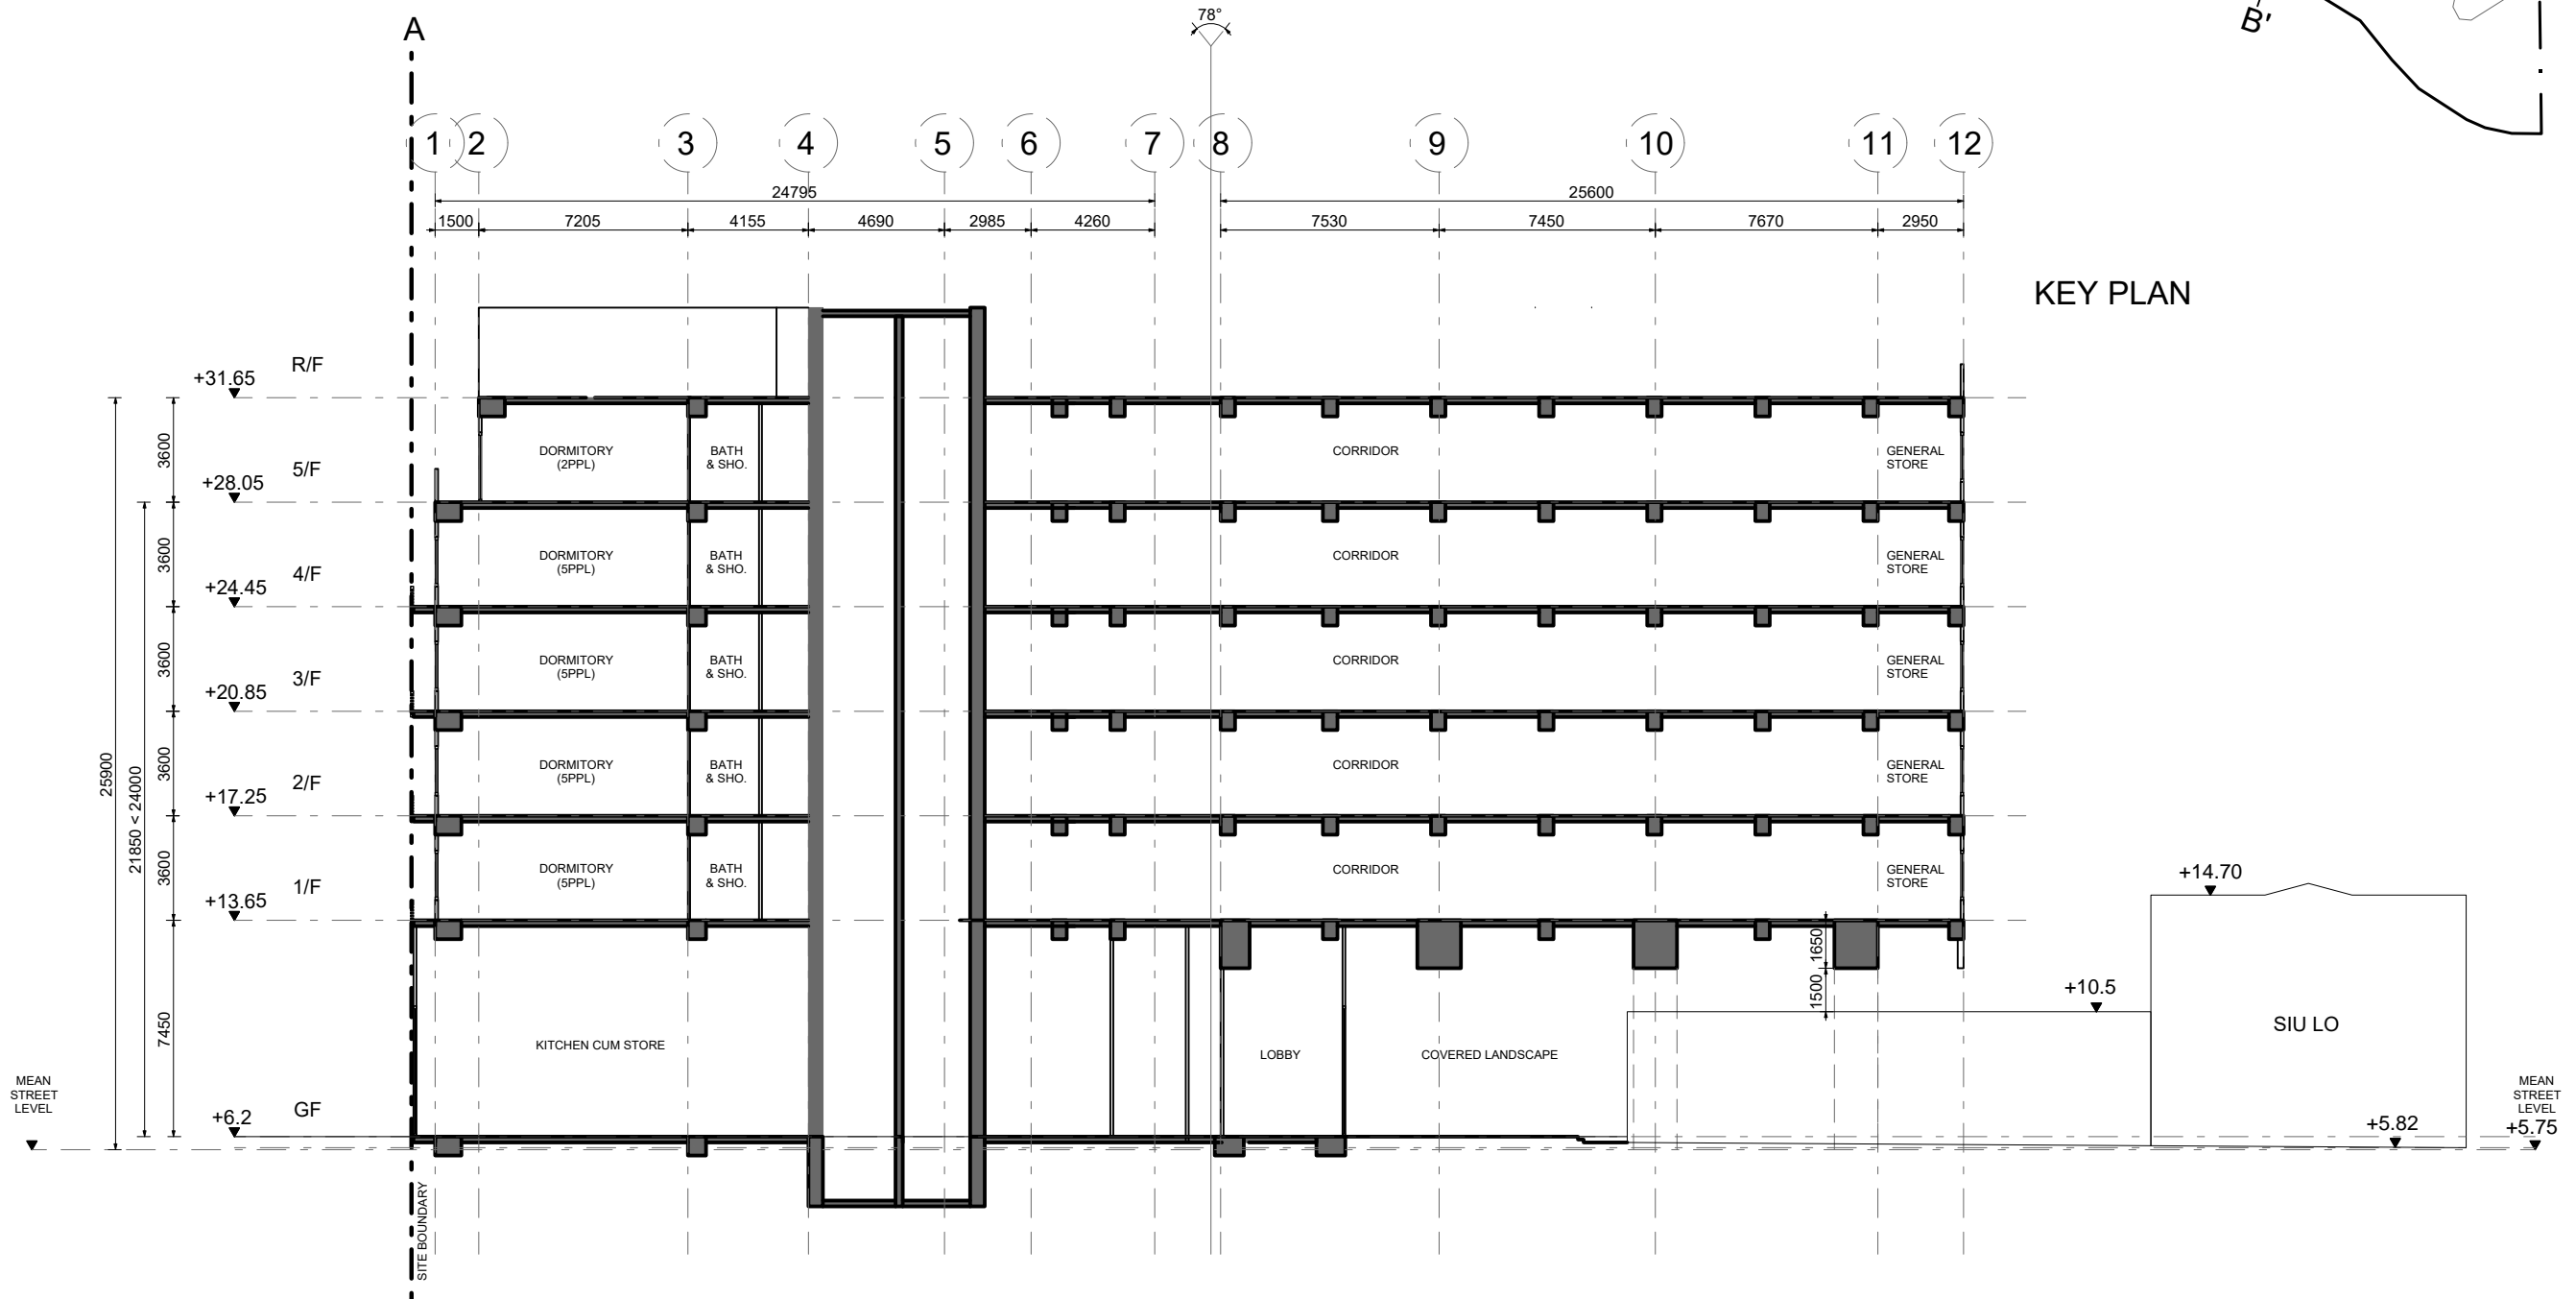 A
78°
B'
1
2
3
4
5
6
7
8
9
10
11
12
24795
25600
1500
7205
4155
4690
2985
4260
7530
7450
7670
2950
KEY PLAN
R/F
+31.65
3600
DORMITORY
(2PPL)
BATH
& SHO.
CORRIDOR
GENERAL
STORE
5/F
+28.05
3600
DORMITORY
(5PPL)
BATH
& SHO.
CORRIDOR
GENERAL
STORE
4/F
+24.45
3600
DORMITORY
(5PPL)
BATH
& SHO.
CORRIDOR
GENERAL
STORE
3/F
+20.85
25900
21850 < 24000
3600
DORMITORY
(5PPL)
BATH
& SHO.
CORRIDOR
GENERAL
STORE
2/F
+17.25
3600
DORMITORY
(5PPL)
BATH
& SHO.
CORRIDOR
GENERAL
STORE
1/F
+13.65
+14.70
1650
1500
+10.5
7450
KITCHEN CUM STORE
LOBBY
COVERED LANDSCAPE
SIU LO
MEAN
STREET
LEVEL
+6.2
GF
+5.82
MEAN
STREET
LEVEL
+5.75
SITE BOUNDARY